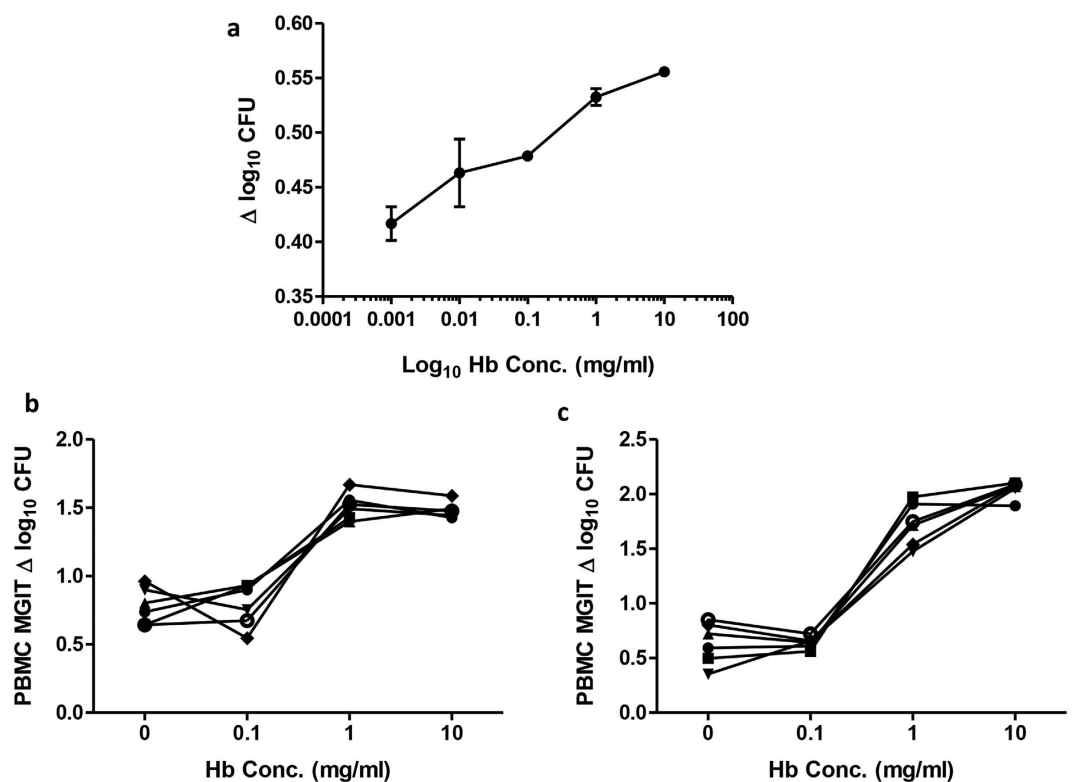 a
0.60
0.55
0.50
0.45
0.40
0.35
Δ log10 CFU
0.0001 0.001 0.01 0.1 1 10 100
Log10 Hb Conc. (mg/ml)
b
2.0
1.5
1.0
0.5
0.0
PBMC MGIT Δ log10 CFU
0 0.1 1 10
Hb Conc. (mg/ml)
c
2.5
2.0
1.5
1.0
0.5
0.0
PBMC MGIT Δ log10 CFU
0 0.1 1 10
Hb Conc. (mg/ml)